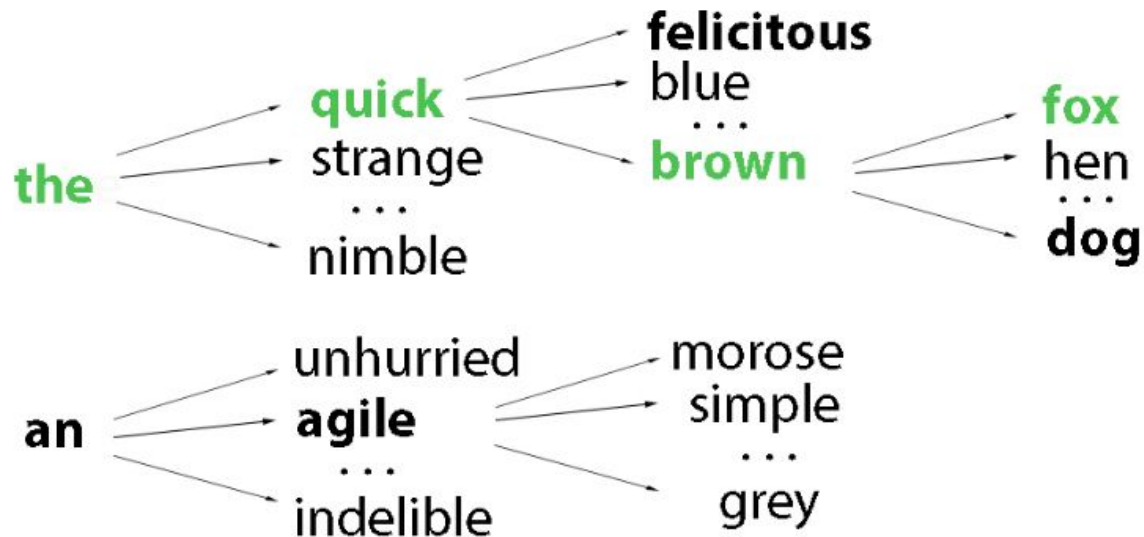 felicitous
quick
blue
...
fox
the
strange
brown
hen
...
...
nimble
dog
unhurried
morose
an
agile
simple
...
...
indelible
grey